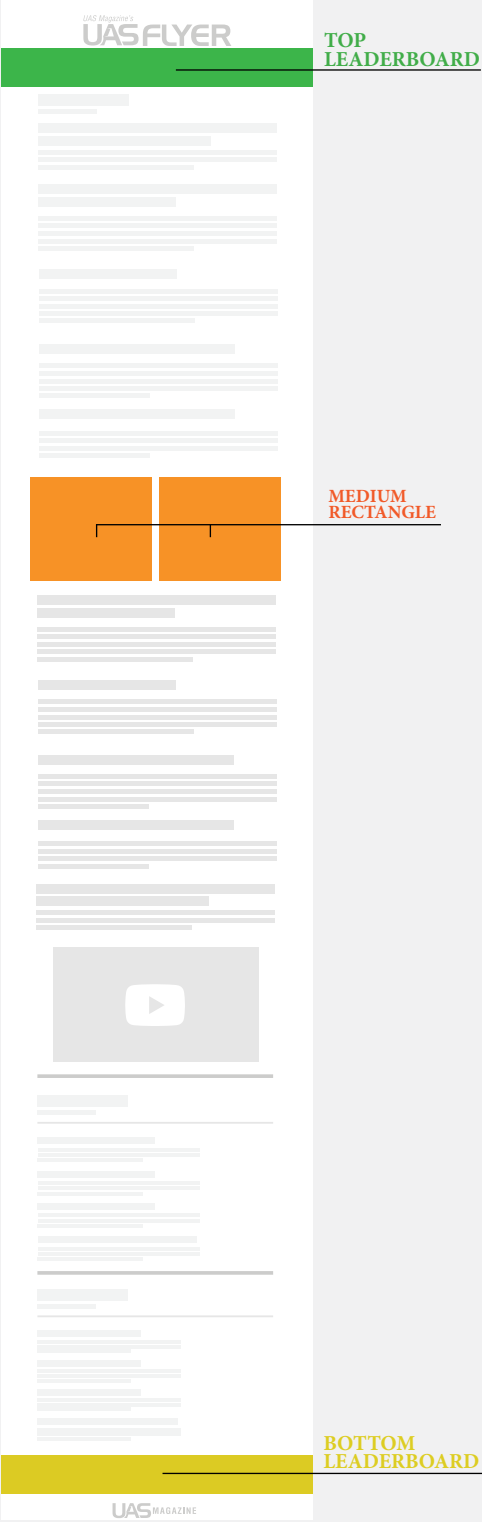 UAS Magazine's
UAS FLYER
TOP
LEADERBOARD
MEDIUM
RECTANGLE
BOTTOM
LEADERBOARD
UAS MAGAZINE